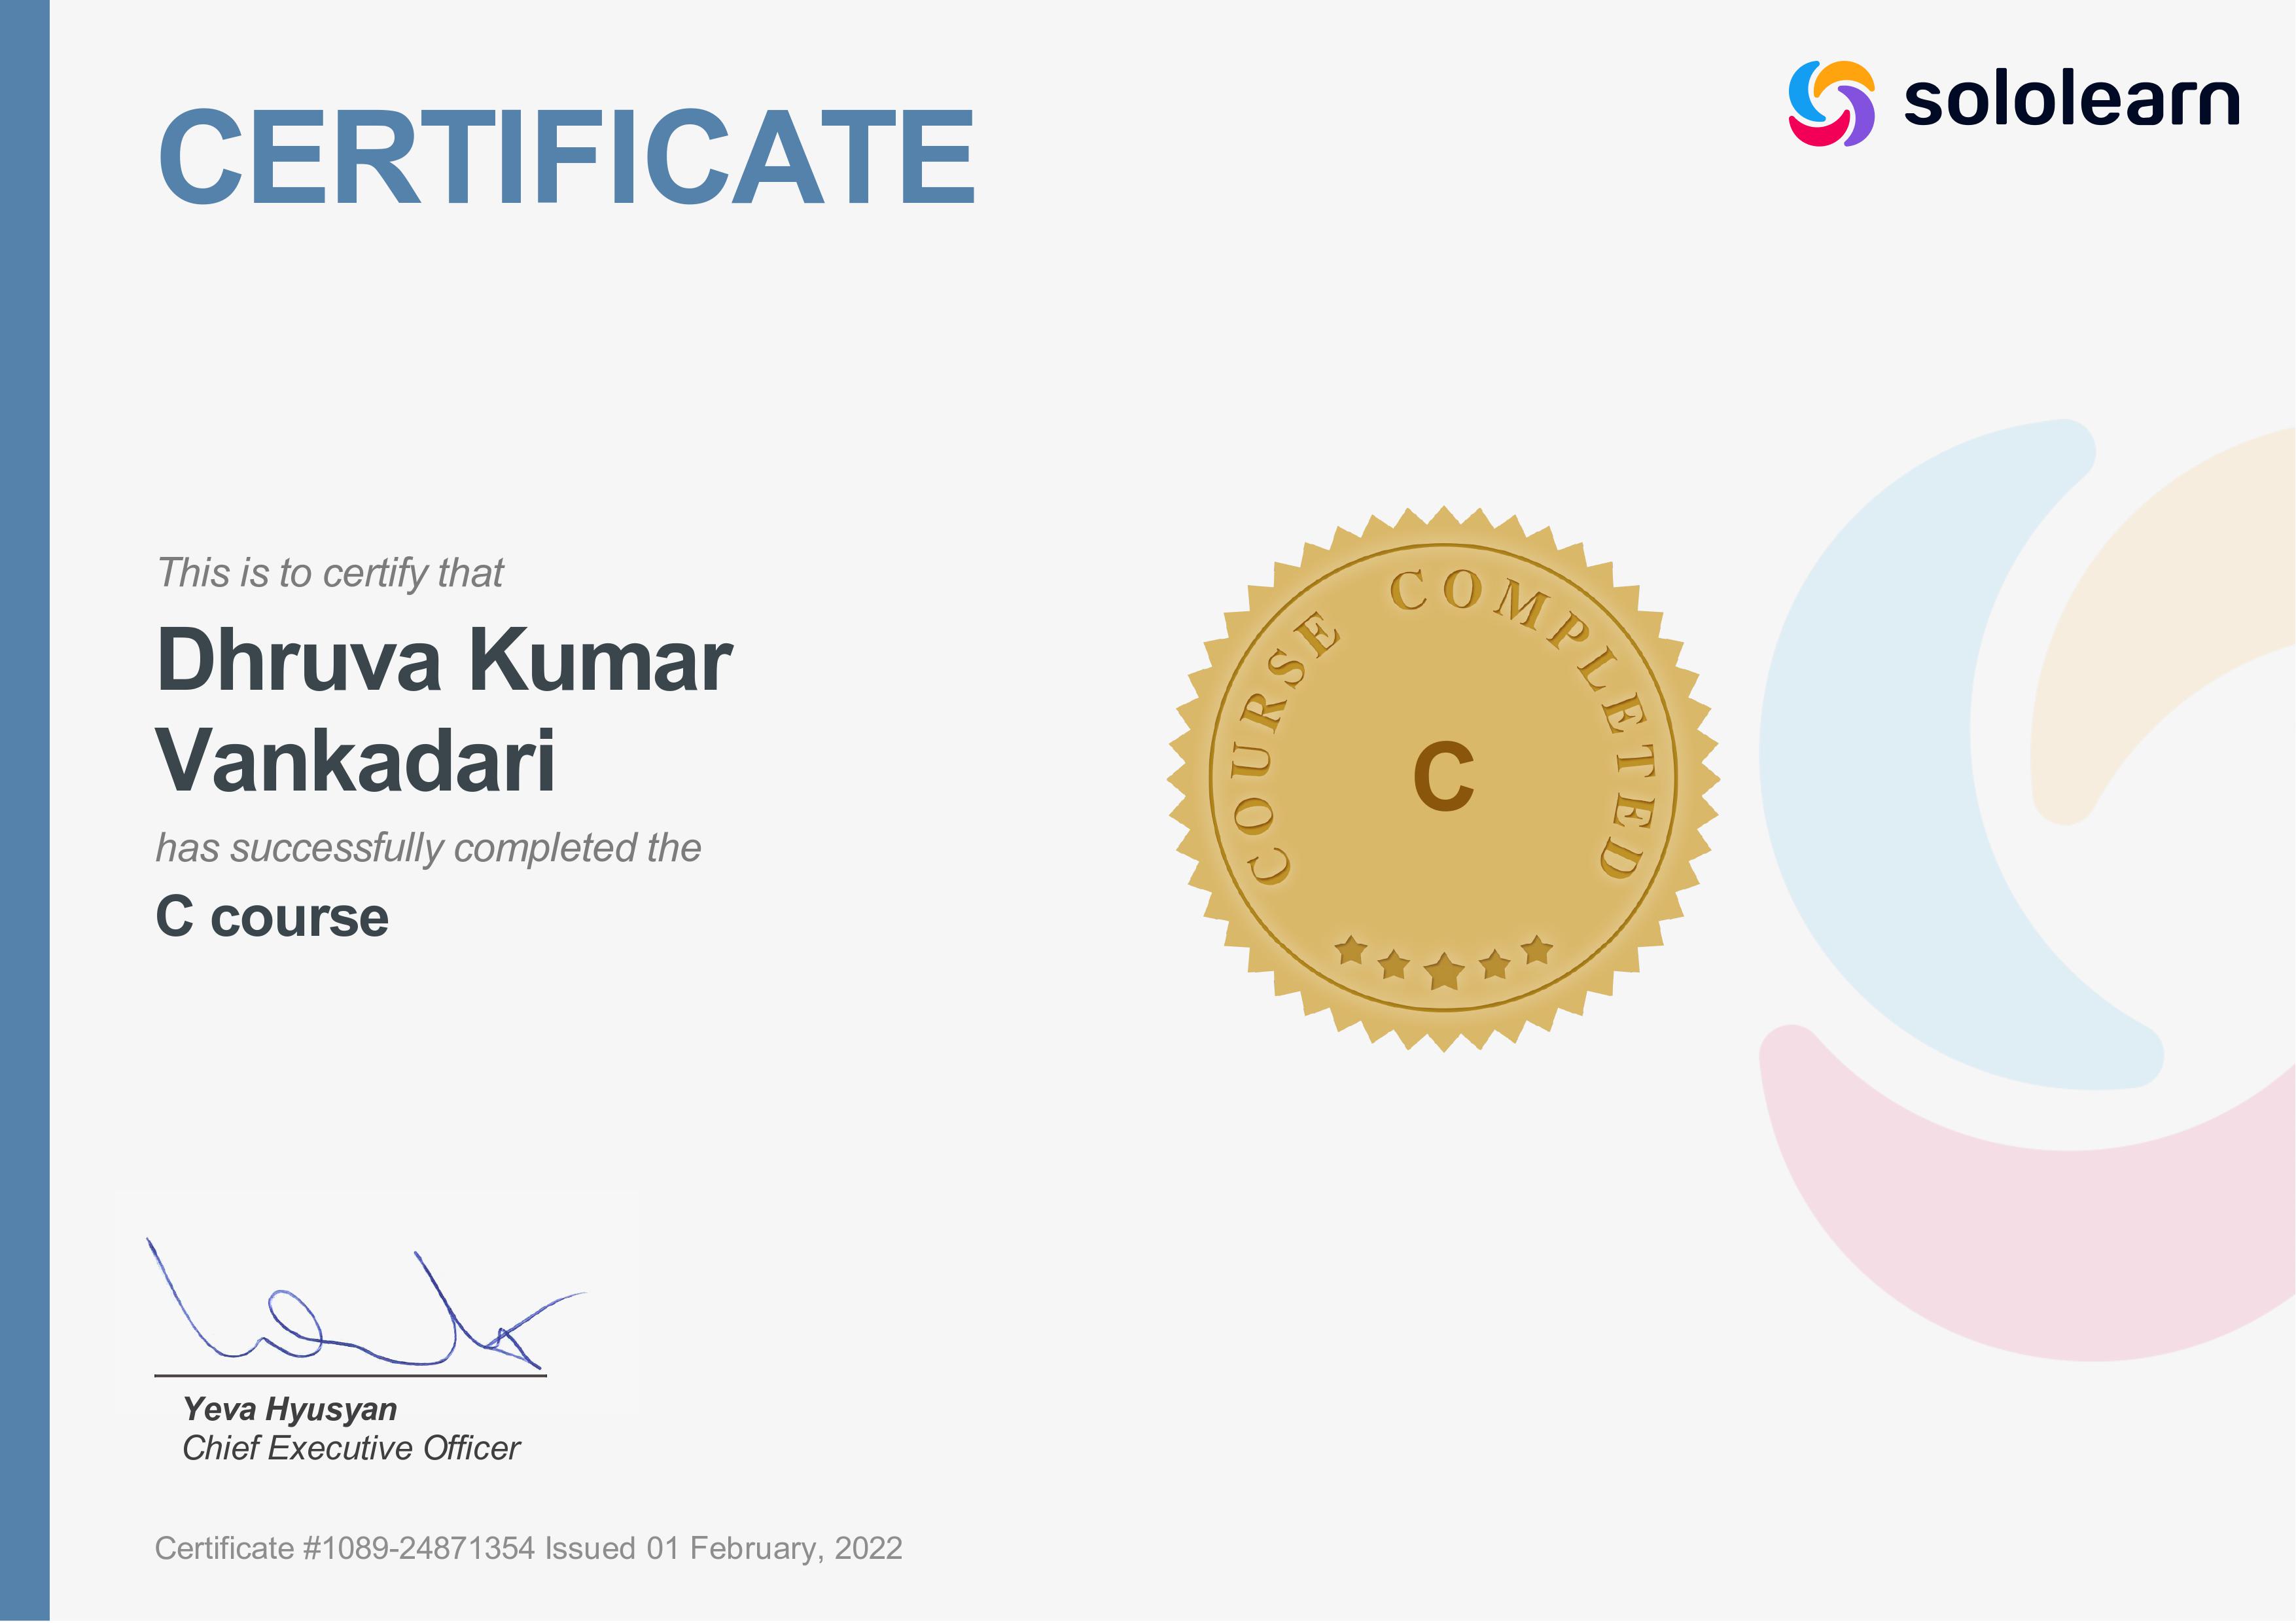 CERTIFICATE
sololearn
This is to certify that
Dhruva Kumar
Vankadari
has successfully completed the
C course
COURSE COMPLETED
C
Yeva Hyusyan
Chief Executive Officer
Certificate #1089-24871354 Issued 01 February, 2022